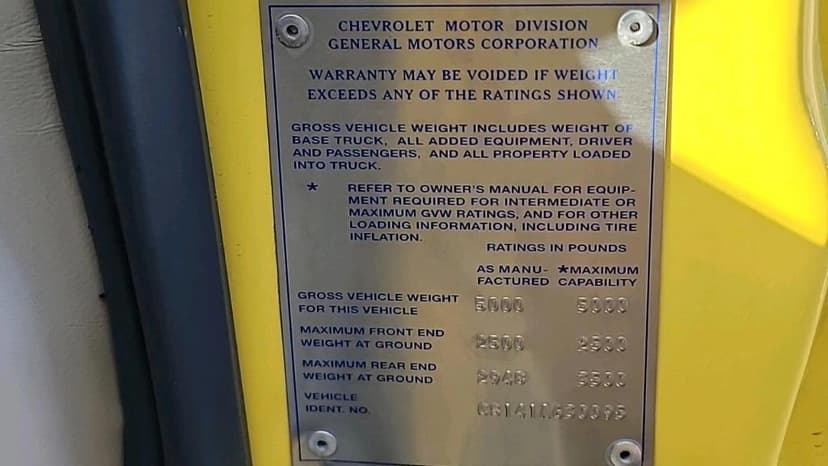 CHEVROLET MOTOR DIVISION
GENERAL MOTORS CORPORATION
WARRANTY MAY BE VOIDED IF WEIGHT
EXCEEDS ANY OF THE RATINGS SHOWN
GROSS VEHICLE WEIGHT INCLUDES WEIGHT OF
BASE TRUCK, ALL ADDED EQUIPMENT, DRIVER
AND PASSENGERS, AND ALL PROPERTY LOADED
INTO TRUCK.
* REFER TO OWNER'S MANUAL FOR EQUIP-
MENT REQUIRED FOR INTERMEDIATE OR
MAXIMUM GVW RATINGS, AND FOR OTHER
LOADING INFORMATION, INCLUDING TIRE
INFLATION.
RATINGS IN POUNDS
AS MANU- *MAXIMUM
FACTURED CAPABILITY
GROSS VEHICLE WEIGHT
FOR THIS VEHICLE 5000 5000
MAXIMUM FRONT END
WEIGHT AT GROUND 2500 2500
MAXIMUM REAR END
WEIGHT AT GROUND 3500
VEHICLE
IDENT. NO.